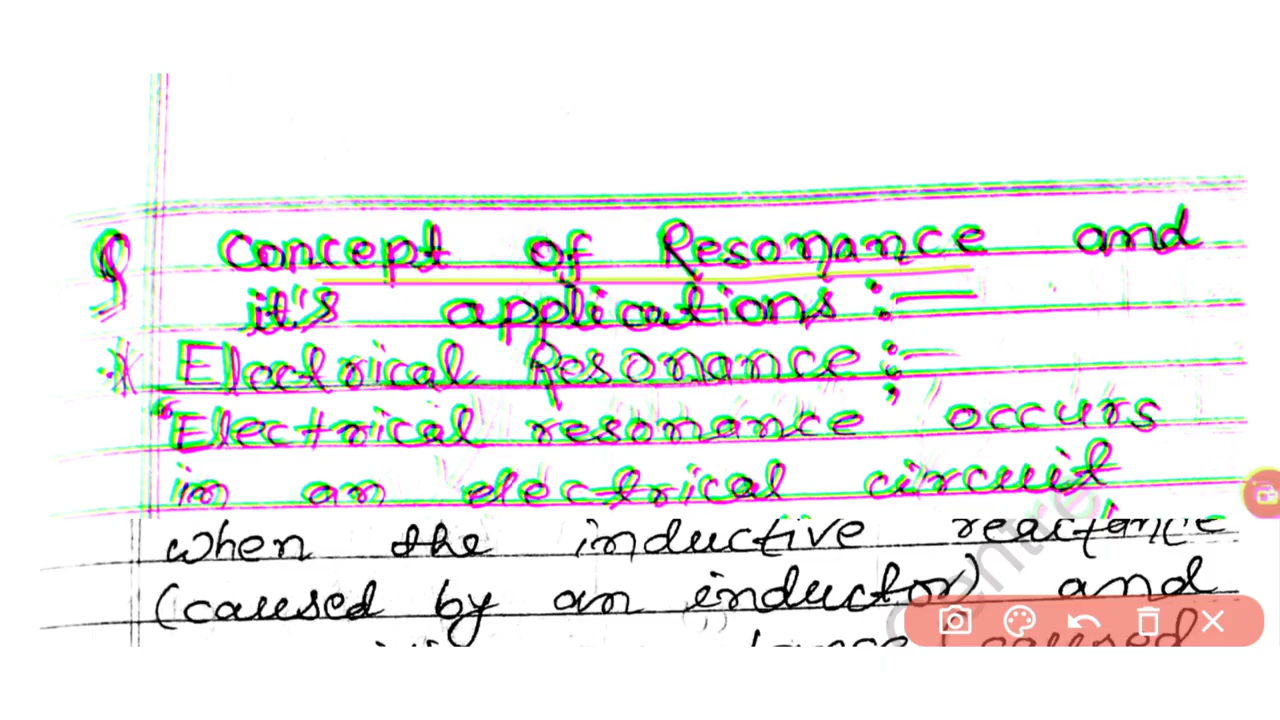 Concept of Resonance and
it's applications :-
* Electrical Resonance :-
"Electrical resonance" occurs
in an electrical circuit
when the inductive reactance
(caused by an inductor) and
caused